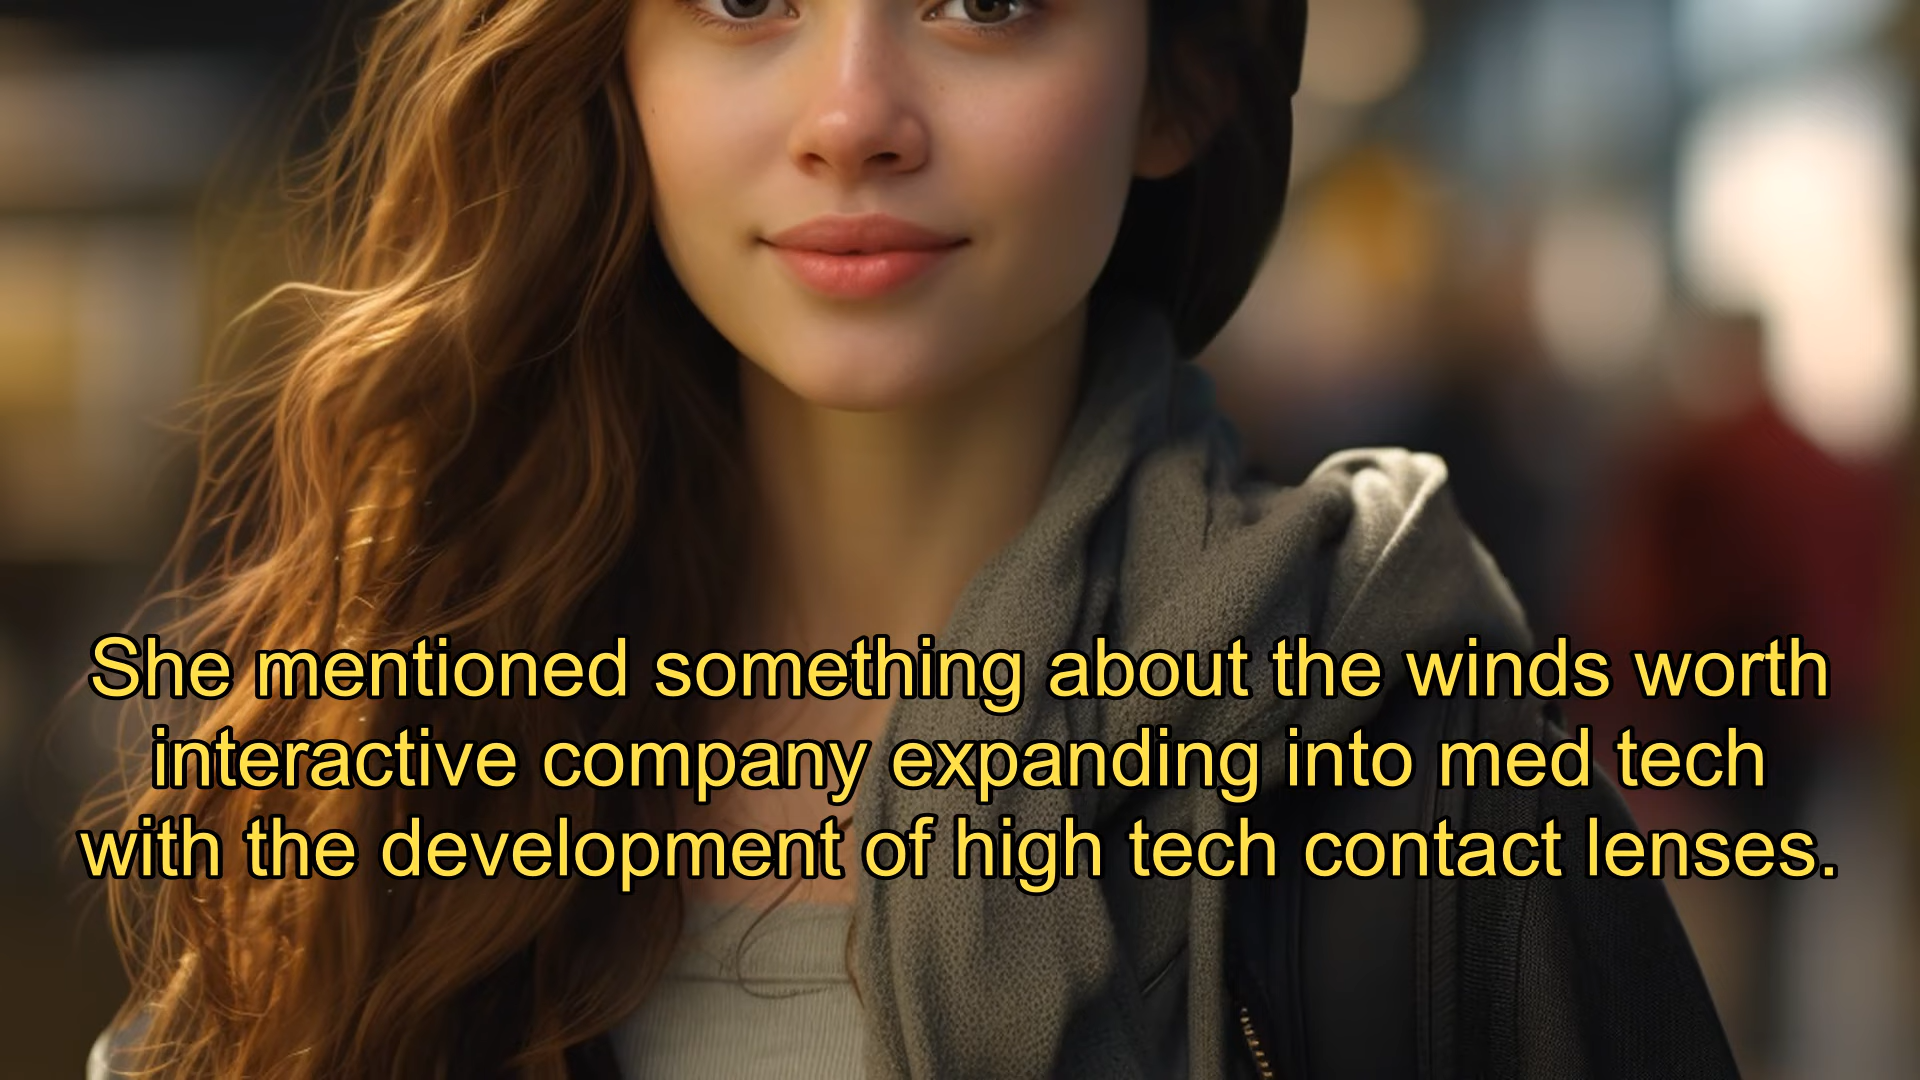 She mentioned something about the winds worth
interactive company expanding into med tech
with the development of high tech contact lenses.